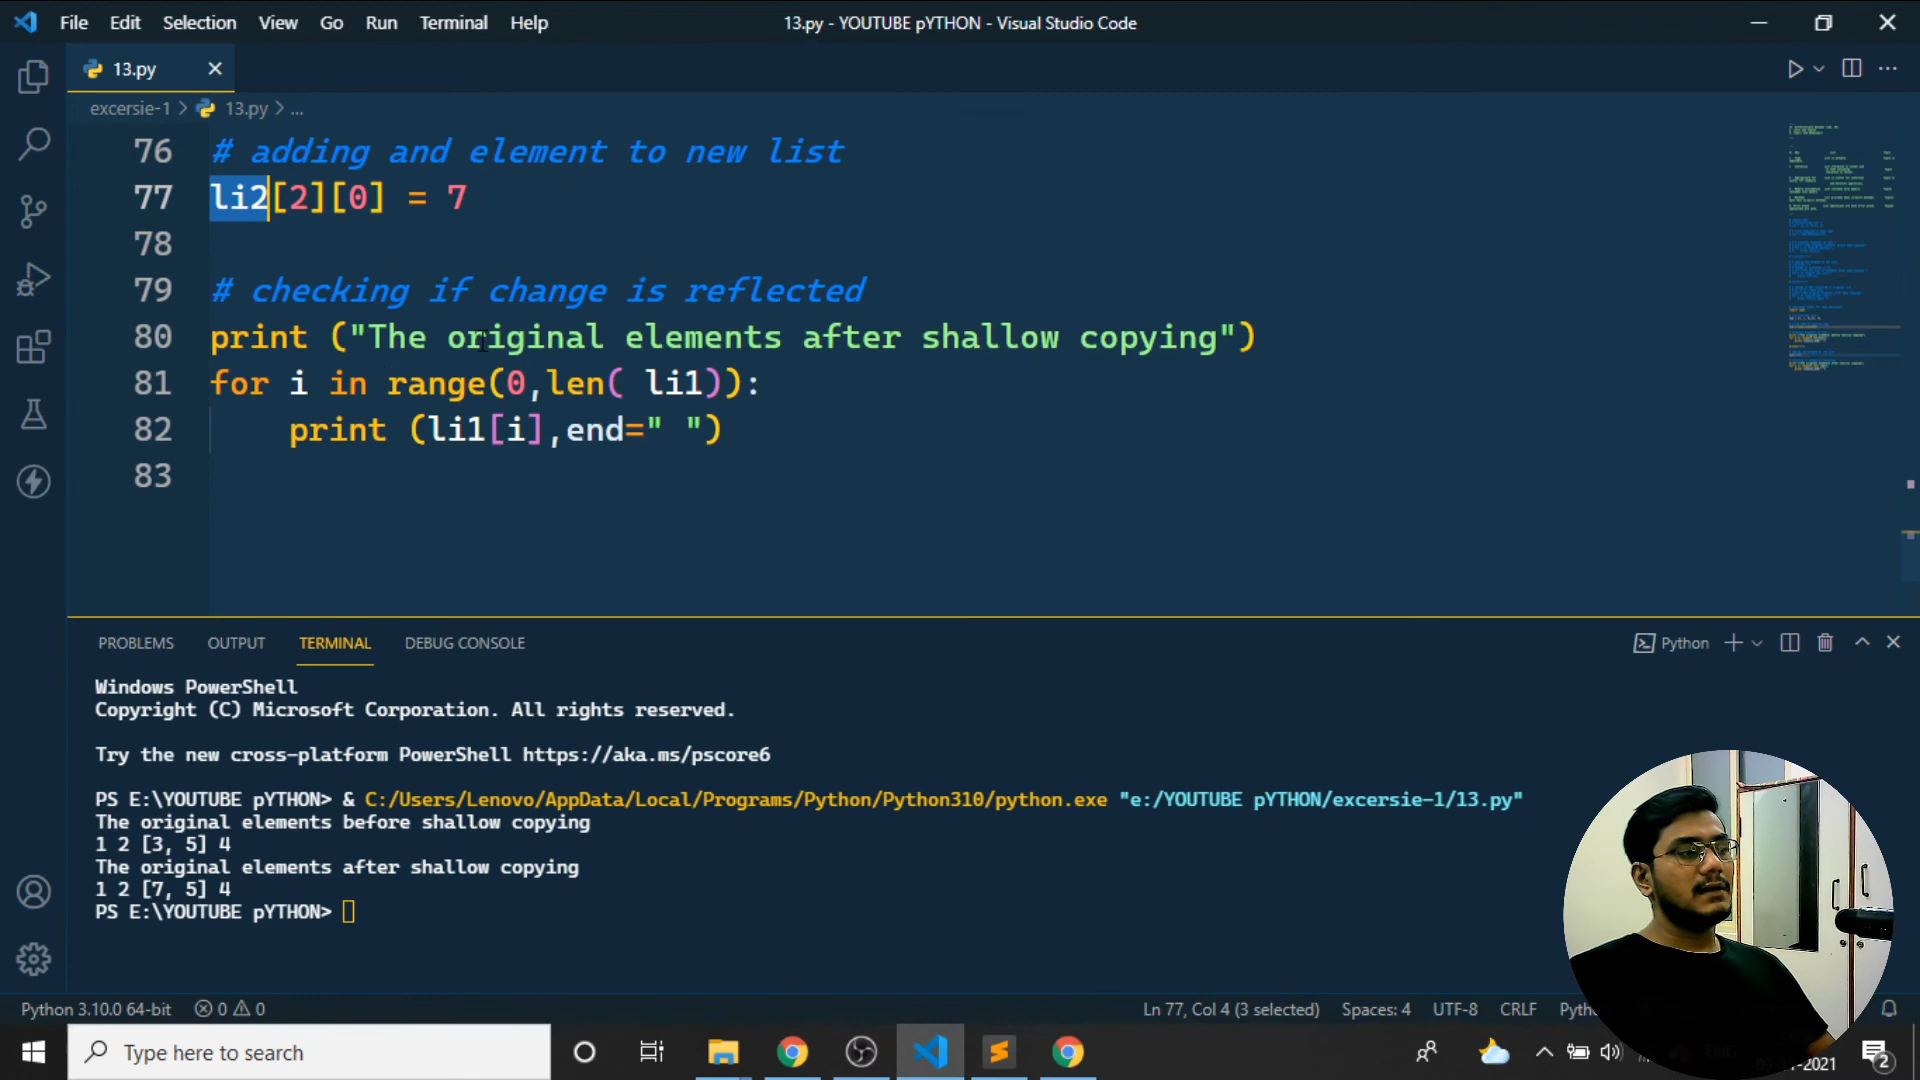 File Edit Selection View Go Run Terminal Help
13.py - YOUTUBE pYTHON - Visual Studio Code
13.py
excersie-1 > 13.py > ...
76 # adding and element to new list
77 li2[2][0] = 7
78
79 # checking if change is reflected
80 print ("The original elements after shallow copying")
81 for i in range(0,len( li1)):
82 print (li1[i],end=" ")
83
PROBLEMS OUTPUT TERMINAL DEBUG CONSOLE
Python
Windows PowerShell
Copyright (C) Microsoft Corporation. All rights reserved.
Try the new cross-platform PowerShell https://aka.ms/pscore6
PS E:\YOUTUBE pYTHON> & C:/Users/Lenovo/AppData/Local/Programs/Python/Python310/python.exe "e:/YOUTUBE pYTHON/excersie-1/13.py"
The original elements before shallow copying
1 2 [3, 5] 4
The original elements after shallow copying
1 2 [7, 5] 4
PS E:\YOUTUBE pYTHON>
Python 3.10.0 64-bit 0 0
Ln 77, Col 4 (3 selected) Spaces: 4 UTF-8 CRLF
Type here to search
2